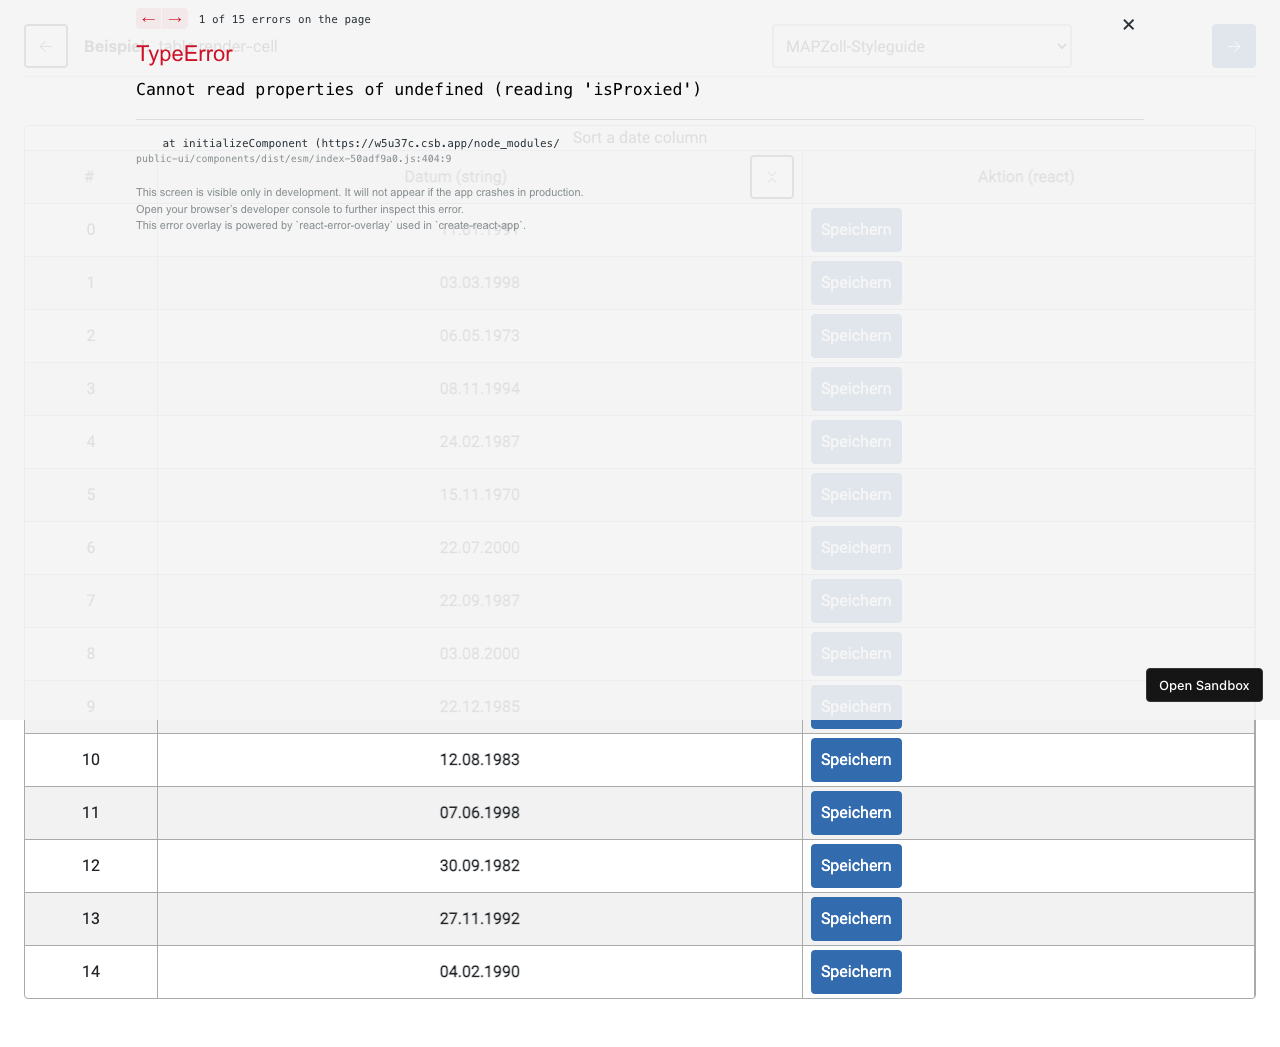 ← → 1 of 15 errors on the page ×
← Beispiel table render-cell MAPZoll-Styleguide →
TypeError
Cannot read properties of undefined (reading 'isProxied')
Sort a date column
at initializeComponent (https://w5u37c.csb.app/node_modules/
public-ui/components/dist/esm/index-50adf9a0.js:404:9
# Datum (string) Aktion (react)
This screen is visible only in development. It will not appear if the app crashes in production.
Open your browser’s developer console to further inspect this error.
This error overlay is powered by `react-error-overlay` used in `create-react-app`.
0 11.01.1991 Speichern
1 03.03.1998 Speichern
2 06.05.1973 Speichern
3 08.11.1994 Speichern
4 24.02.1987 Speichern
5 15.11.1970 Speichern
6 22.07.2000 Speichern
7 22.09.1987 Speichern
8 03.08.2000 Speichern
Open Sandbox
9 22.12.1985 Speichern
10 12.08.1983 Speichern
11 07.06.1998 Speichern
12 30.09.1982 Speichern
13 27.11.1992 Speichern
14 04.02.1990 Speichern